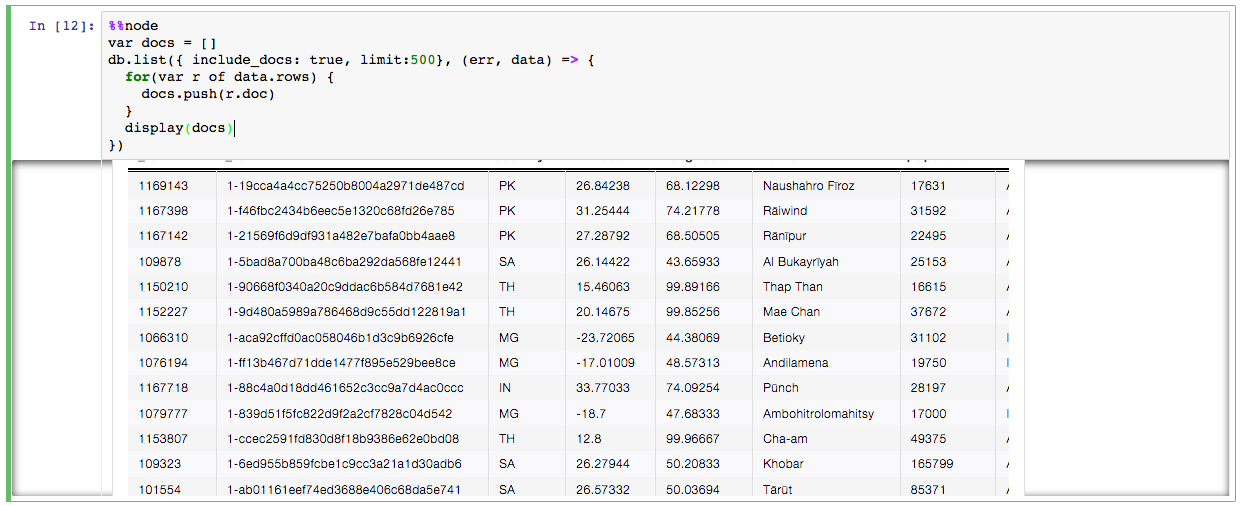 In [12]: %%node
var docs = []
db.list({ include_docs: true, limit:500}, (err, data) => {
  for(var r of data.rows) {
    docs.push(r.doc)
  }
  display(docs)
})
1169143 1-19cca4a4cc75250b8004a2971de487cd PK 26.84238 68.12298 Naushahro Fīroz 17631
1167398 1-f46fbc2434b6eec5e1320c68fd26e785 PK 31.25444 74.21778 Rāiwind 31592
1167142 1-21569f6d9df931a482e7bafa0bb4aae8 PK 27.28792 68.50505 Rānīpur 22495
109878 1-5bad8a700ba48c6ba292da568fe12441 SA 26.14422 43.65933 Al Bukayrīyah 25153
1150210 1-90668f0340a20c9ddac6b584d7681e42 TH 15.46063 99.89166 Thap Than 16615
1152227 1-9d480a5989a786468d9c55dd122819a1 TH 20.14675 99.85256 Mae Chan 37672
1066310 1-aca92cffd0ac058046b1d3c9b6926cfe MG -23.72065 44.38069 Betioky 31102
1076194 1-ff13b467d71dde1477f895e529bee8ce MG -17.01009 48.57313 Andilamena 19750
1167718 1-88c4a0d18dd461652c3cc9a7d4ac0ccc IN 33.77033 74.09254 Pūnch 28197
1079777 1-839d51f5fc822d9f2a2cf7828c04d542 MG -18.7 47.68333 Ambohitrolomahitsy 17000
1153807 1-ccec2591fd830d8f18b9386e62e0bd08 TH 12.8 99.96667 Cha-am 49375
109323 1-6ed955b859fcbe1c9cc3a21a1d30adb6 SA 26.27944 50.20833 Khobar 165799
101554 1-ab01161eef74ed3688e406c68da5e741 SA 26.57332 50.03694 Tārūt 85371